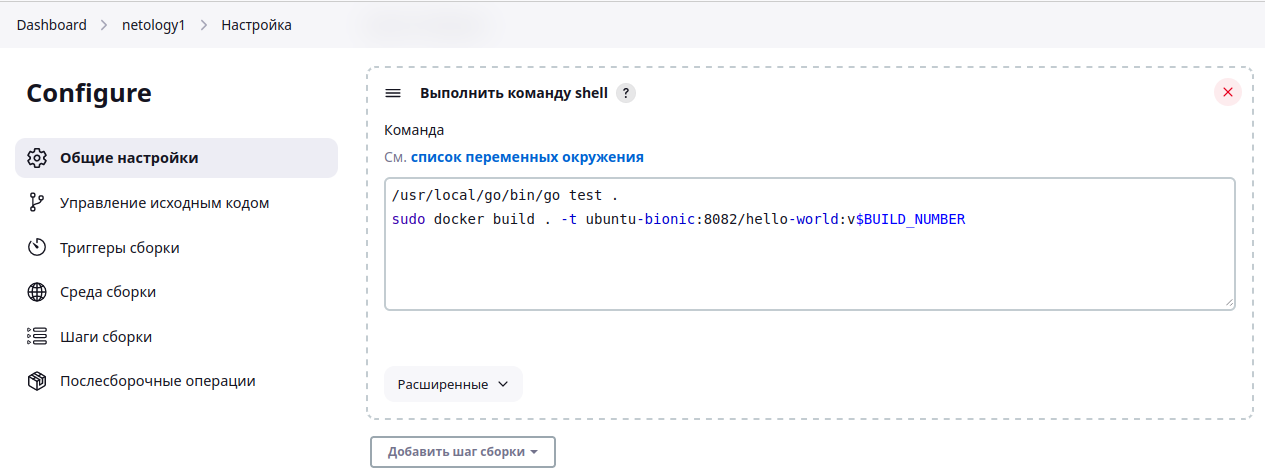 Dashboard > netology1 > Настройка
Configure
Общие настройки
Управление исходным кодом
Триггеры сборки
Среда сборки
Шаги сборки
Послесборочные операции
Выполнить команду shell ?
Команда
См. список переменных окружения
/usr/local/go/bin/go test .
sudo docker build . -t ubuntu-bionic:8082/hello-world:v$BUILD_NUMBER
Расширенные
Добавить шаг сборки